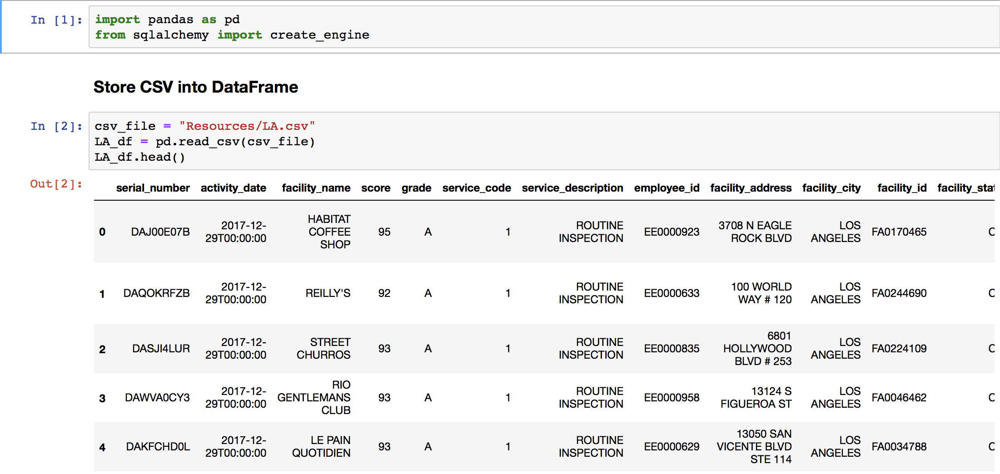 In [1]:
import pandas as pd
from sqlalchemy import create_engine
Store CSV into DataFrame
In [2]:
csv_file = "Resources/LA.csv"
LA_df = pd.read_csv(csv_file)
LA_df.head()
Out[2]:
serial_number activity_date facility_name score grade service_code service_description employee_id facility_address facility_city facility_id facility_stat
0 DAJ00E07B 2017-12-29T00:00:00 HABITAT COFFEE SHOP 95 A 1 ROUTINE INSPECTION EE0000923 3708 N EAGLE ROCK BLVD LOS ANGELES FA0170465 C
1 DAQOKRFZB 2017-12-29T00:00:00 REILLY'S 92 A 1 ROUTINE INSPECTION EE0000633 100 WORLD WAY # 120 LOS ANGELES FA0244690 C
2 DASJI4LUR 2017-12-29T00:00:00 STREET CHURROS 93 A 1 ROUTINE INSPECTION EE0000835 6801 HOLLYWOOD BLVD # 253 LOS ANGELES FA0224109 C
3 DAWVA0CY3 2017-12-29T00:00:00 RIO GENTLEMANS CLUB 93 A 1 ROUTINE INSPECTION EE0000958 13124 S FIGUEROA ST LOS ANGELES FA0046462 C
4 DAKFCHD0L 2017-12-29T00:00:00 LE PAIN QUOTIDIEN 93 A 1 ROUTINE INSPECTION EE0000629 13050 SAN VICENTE BLVD STE 114 LOS ANGELES FA0034788 C